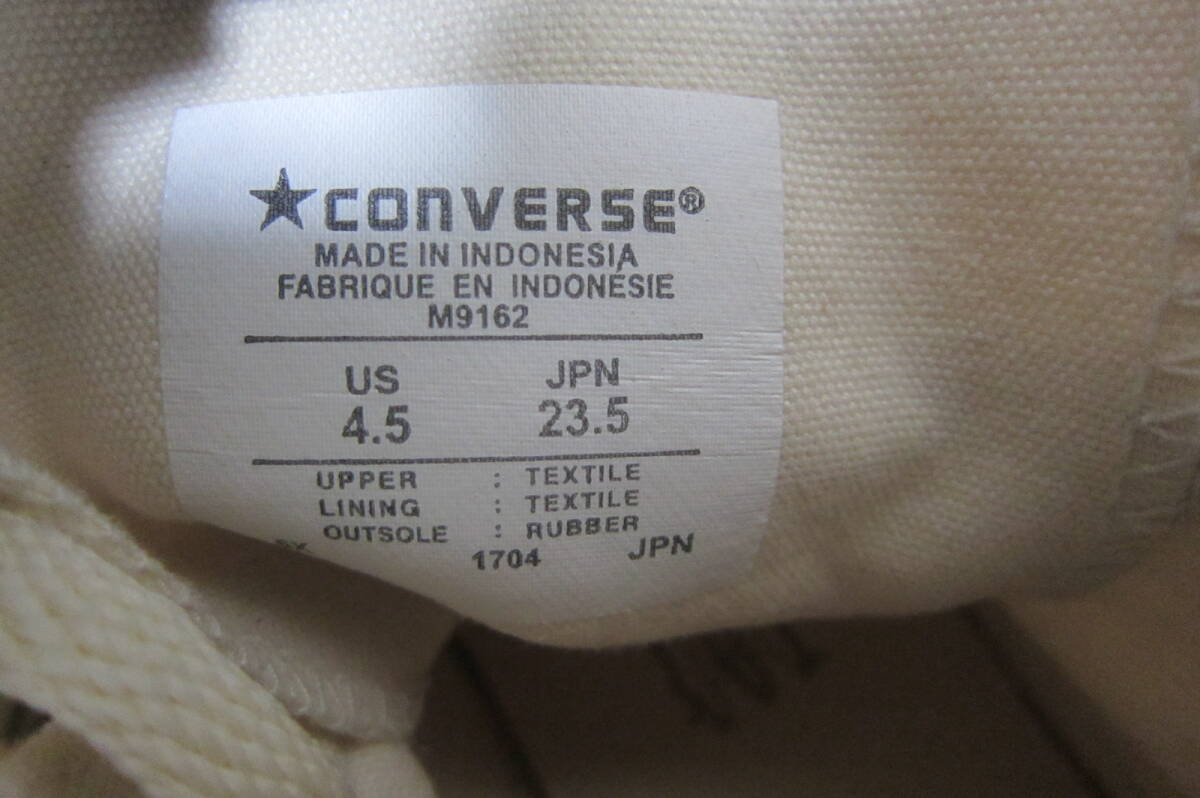 ★CONVERSE®
MADE IN INDONESIA
FABRIQUE EN INDONÉSIE
M9162
US JPN
4.5 23.5
UPPER : TEXTILE
LINING : TEXTILE
OUTSOLE : RUBBER
1704 JPN